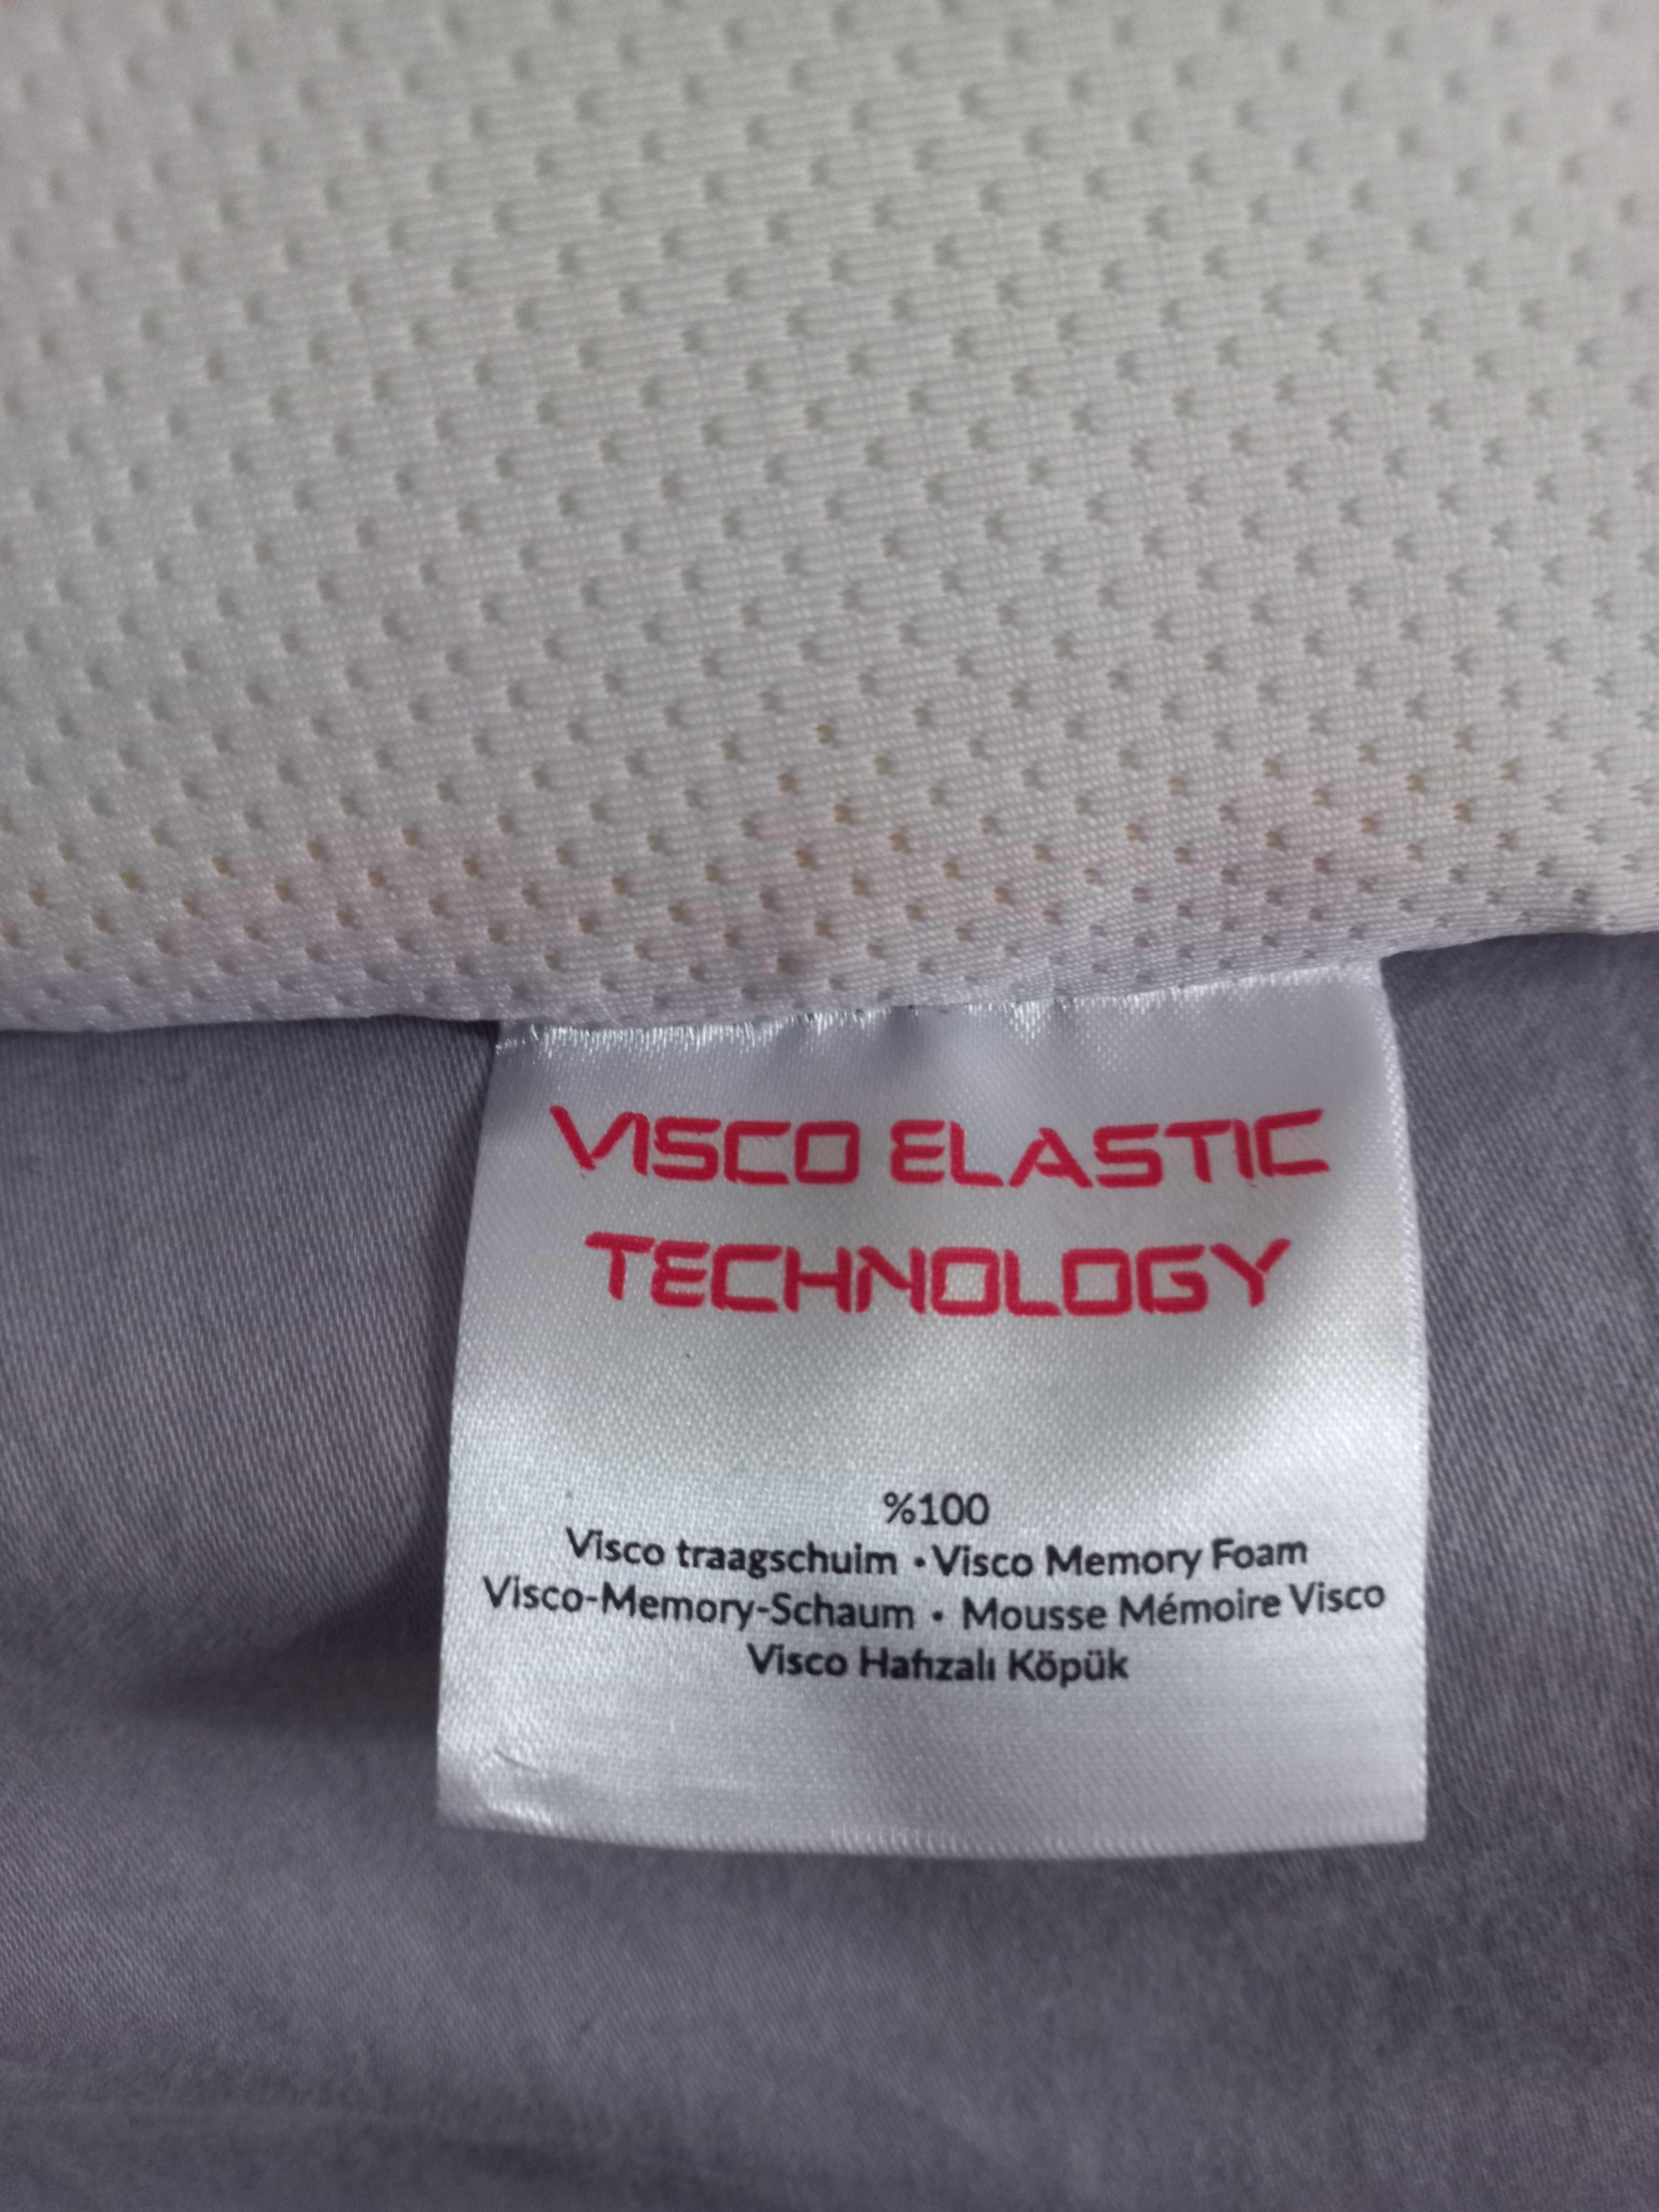 VISCO ELASTIC
TECHNOLOGY
%100
Visco traagschuim • Visco Memory Foam
Visco-Memory-Schaum • Mousse Mémoire Visco
Visco Hafızalı Köpük